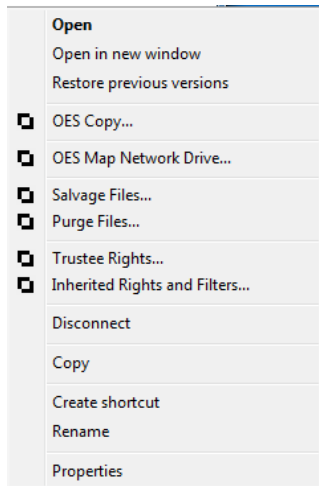 Open
Open in new window
Restore previous versions
OES Copy...
OES Map Network Drive...
Salvage Files...
Purge Files...
Trustee Rights...
Inherited Rights and Filters...
Disconnect
Copy
Create shortcut
Rename
Properties